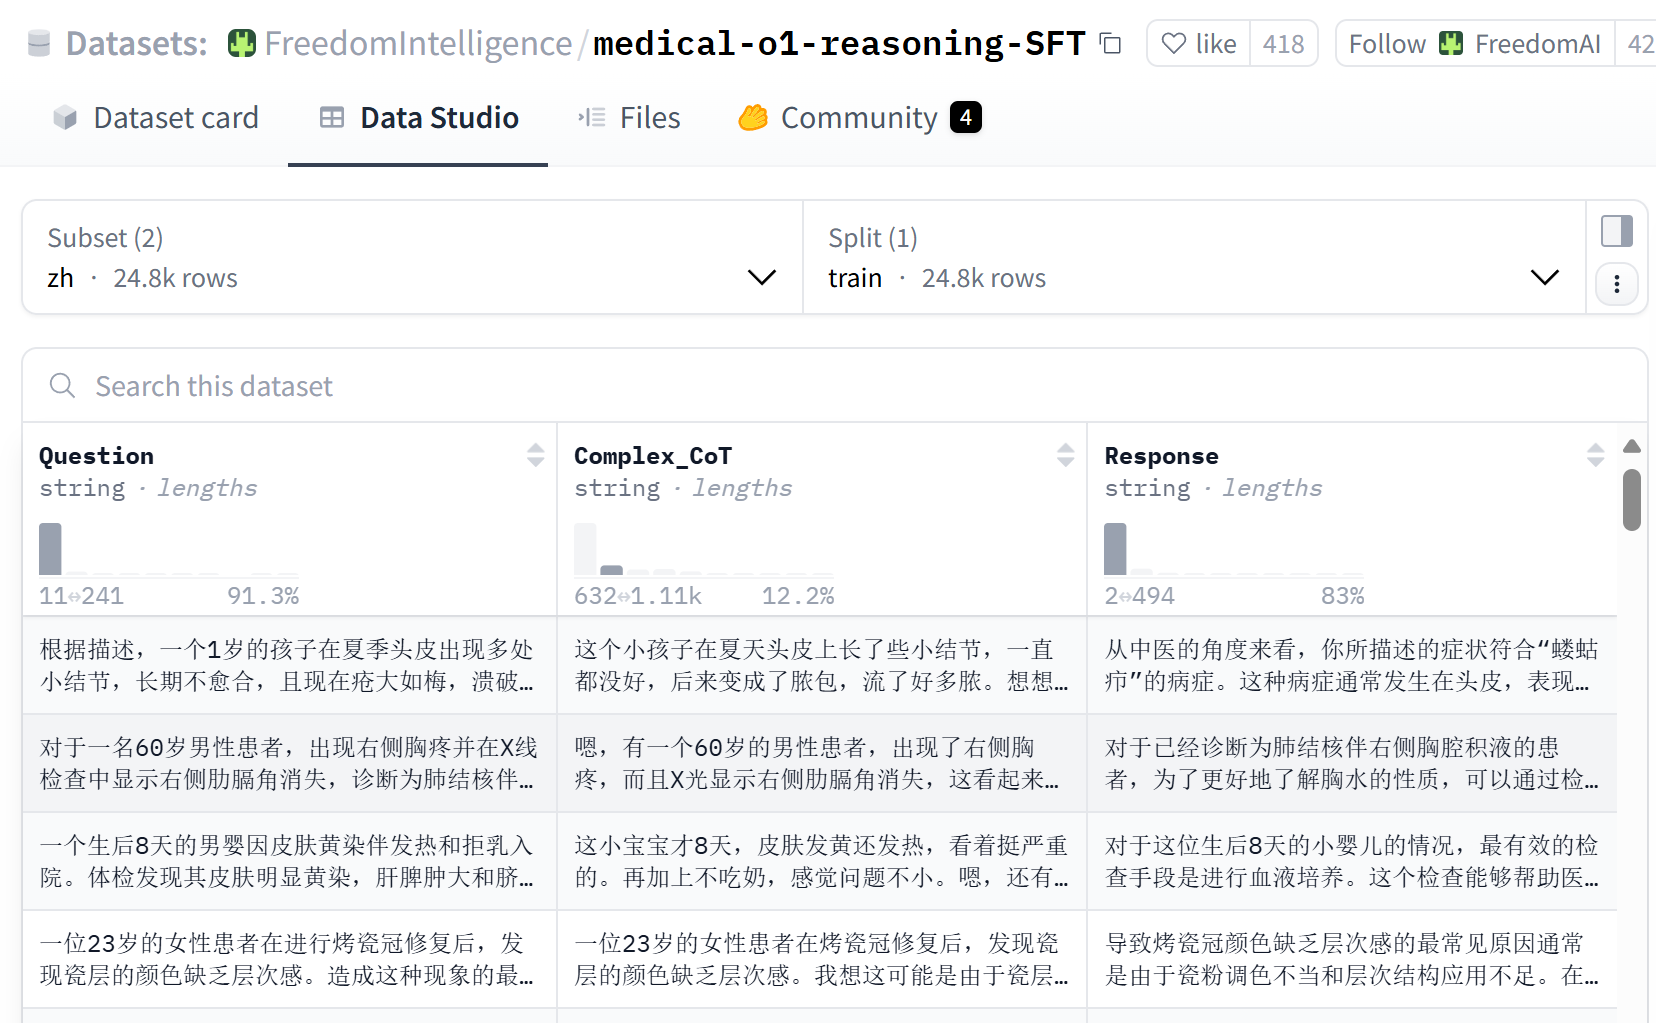 Datasets: FreedomIntelligence/medical-o1-reasoning-SFT like 418 Follow FreedomAI 42
Dataset card Data Studio Files Community 4
Subset (2) Split (1)
zh · 24.8k rows train · 24.8k rows
Search this dataset
Question Complex_CoT Response
string · lengths string · lengths string · lengths
11↔241 91.3% 632↔1.11k 12.2% 2↔494 83%
根据描述，一个1岁的孩子在夏季头皮出现多处 这个小孩子在夏天头皮上长了些小结节，一直 从中医的角度来看，你所描述的症状符合“蝼蛄
小结节，长期不愈合，且现在疮大如梅，溃破… 都没好，后来变成了脓包，流了好多脓。想想… 疖”的病症。这种病症通常发生在头皮，表现…
对于一名60岁男性患者，出现右侧胸疼并在X线 嗯，有一个60岁的男性患者，出现了右侧胸 对于已经诊断为肺结核伴右侧胸腔积液的患
检查中显示右侧肋膈角消失，诊断为肺结核伴… 疼，而且X光显示右侧肋膈角消失，这看起来… 者，为了更好地了解胸水的性质，可以通过检…
一个生后8天的男婴因皮肤黄染伴发热和拒乳入 这小宝宝才8天，皮肤发黄还发热，看着挺严重 对于这位生后8天的小婴儿的情况，最有效的检
院。体检发现其皮肤明显黄染，肝脾肿大和脐… 的。再加上不吃奶，感觉问题不小。嗯，还有… 查手段是进行血液培养。这个检查能够帮助医…
一位23岁的女性患者在进行烤瓷冠修复后，发 一位23岁的女性患者在烤瓷冠修复后，发现瓷 导致烤瓷冠颜色缺乏层次感的最常见原因通常
现瓷层的颜色缺乏层次感。造成这种现象的最… 层的颜色缺乏层次感。我想这可能是由于瓷层… 是由于瓷粉调色不当和层次结构应用不足。在…